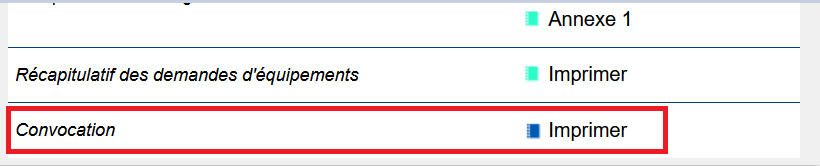 Annexe 1
Récapitulatif des demandes d'équipements Imprimer
Convocation Imprimer